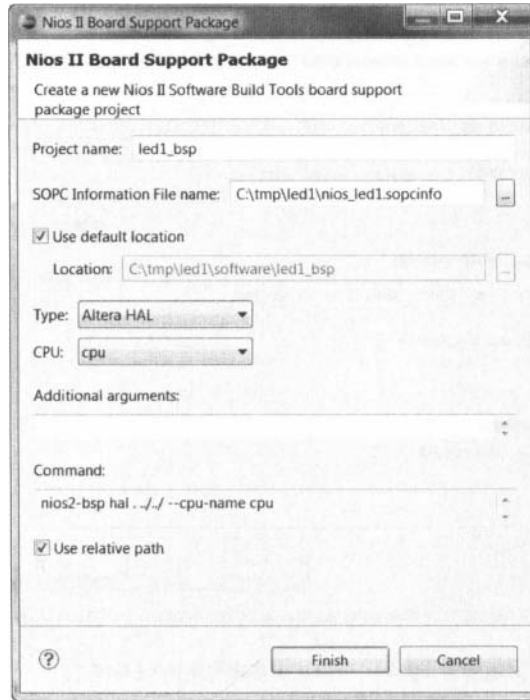 Nios II Board Support Package
Nios II Board Support Package
Create a new Nios II Software Build Tools board support
package project
Project name: led1_bsp
SOPC Information File name: C:\tmp\led1\nios_led1.sopcinfo ...
Use default location
Location: C:\tmp\led1\software\led1_bsp ...
Type: Altera HAL
CPU: cpu
Additional arguments:
Command:
nios2-bsp hal . ../../ --cpu-name cpu
Use relative path
? Finish Cancel